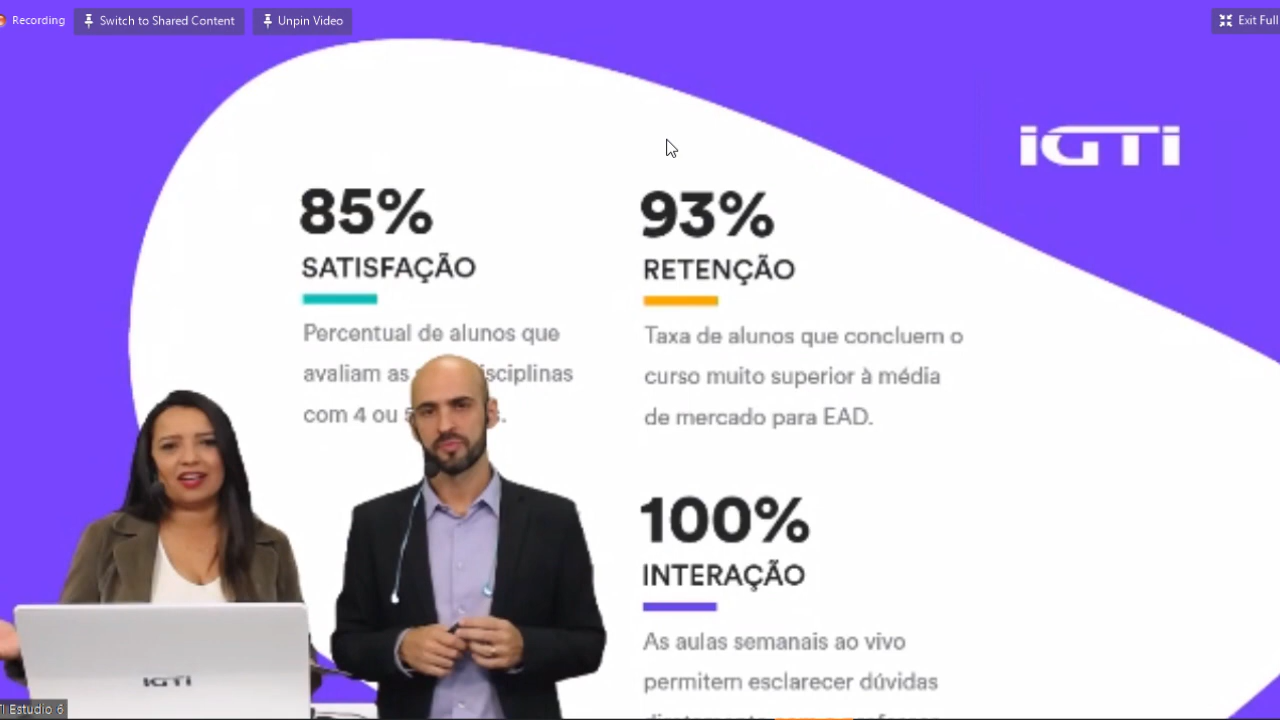 Recording
Switch to Shared Content
Unpin Video
Exit Full
iGTi
85%
SATISFAÇÃO
Percentual de alunos que
avaliam as disciplinas
com 4 ou
93%
RETENÇÃO
Taxa de alunos que concluem o
curso muito superior à média
de mercado para EAD.
100%
INTERAÇÃO
As aulas semanais ao vivo
permitem esclarecer dúvidas
iGTi
Estudio 6